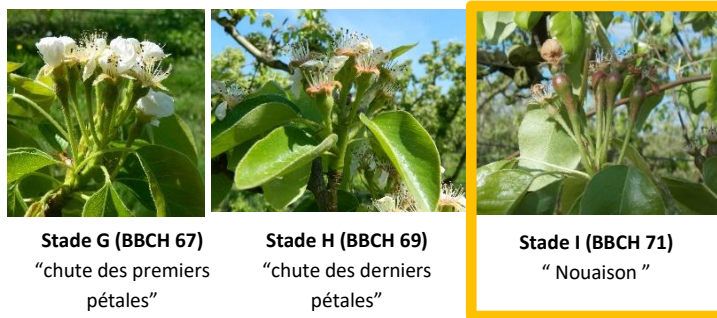 Stade G (BBCH 67)
“chute des premiers
pétales”
Stade H (BBCH 69)
“chute des derniers
pétales”
Stade I (BBCH 71)
“ Nouaison ”